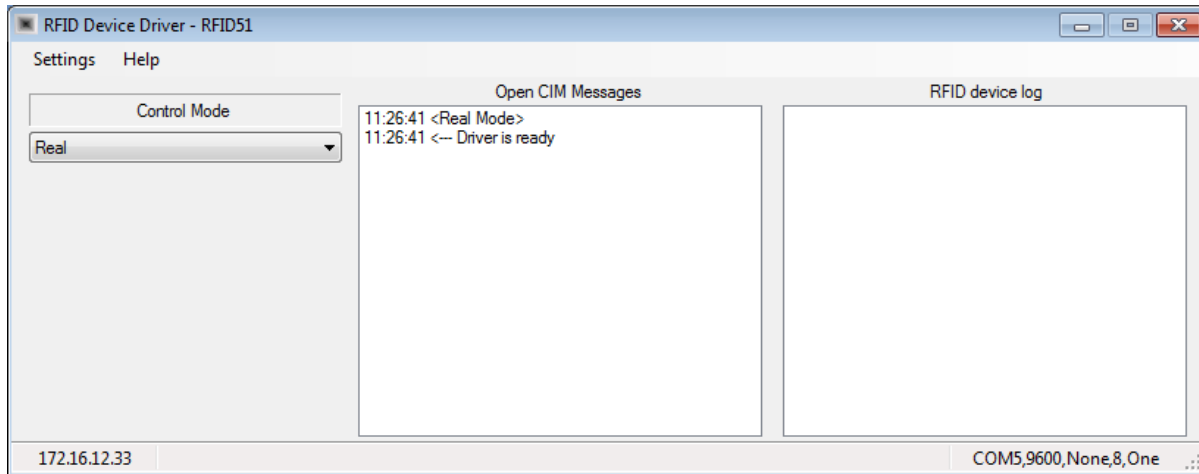 RFID Device Driver - RFID51
Settings Help
Control Mode
Real
Open CIM Messages
11:26:41 <Real Mode>
11:26:41 <--- Driver is ready
RFID device log
172.16.12.33
COM5,9600,None,8,One